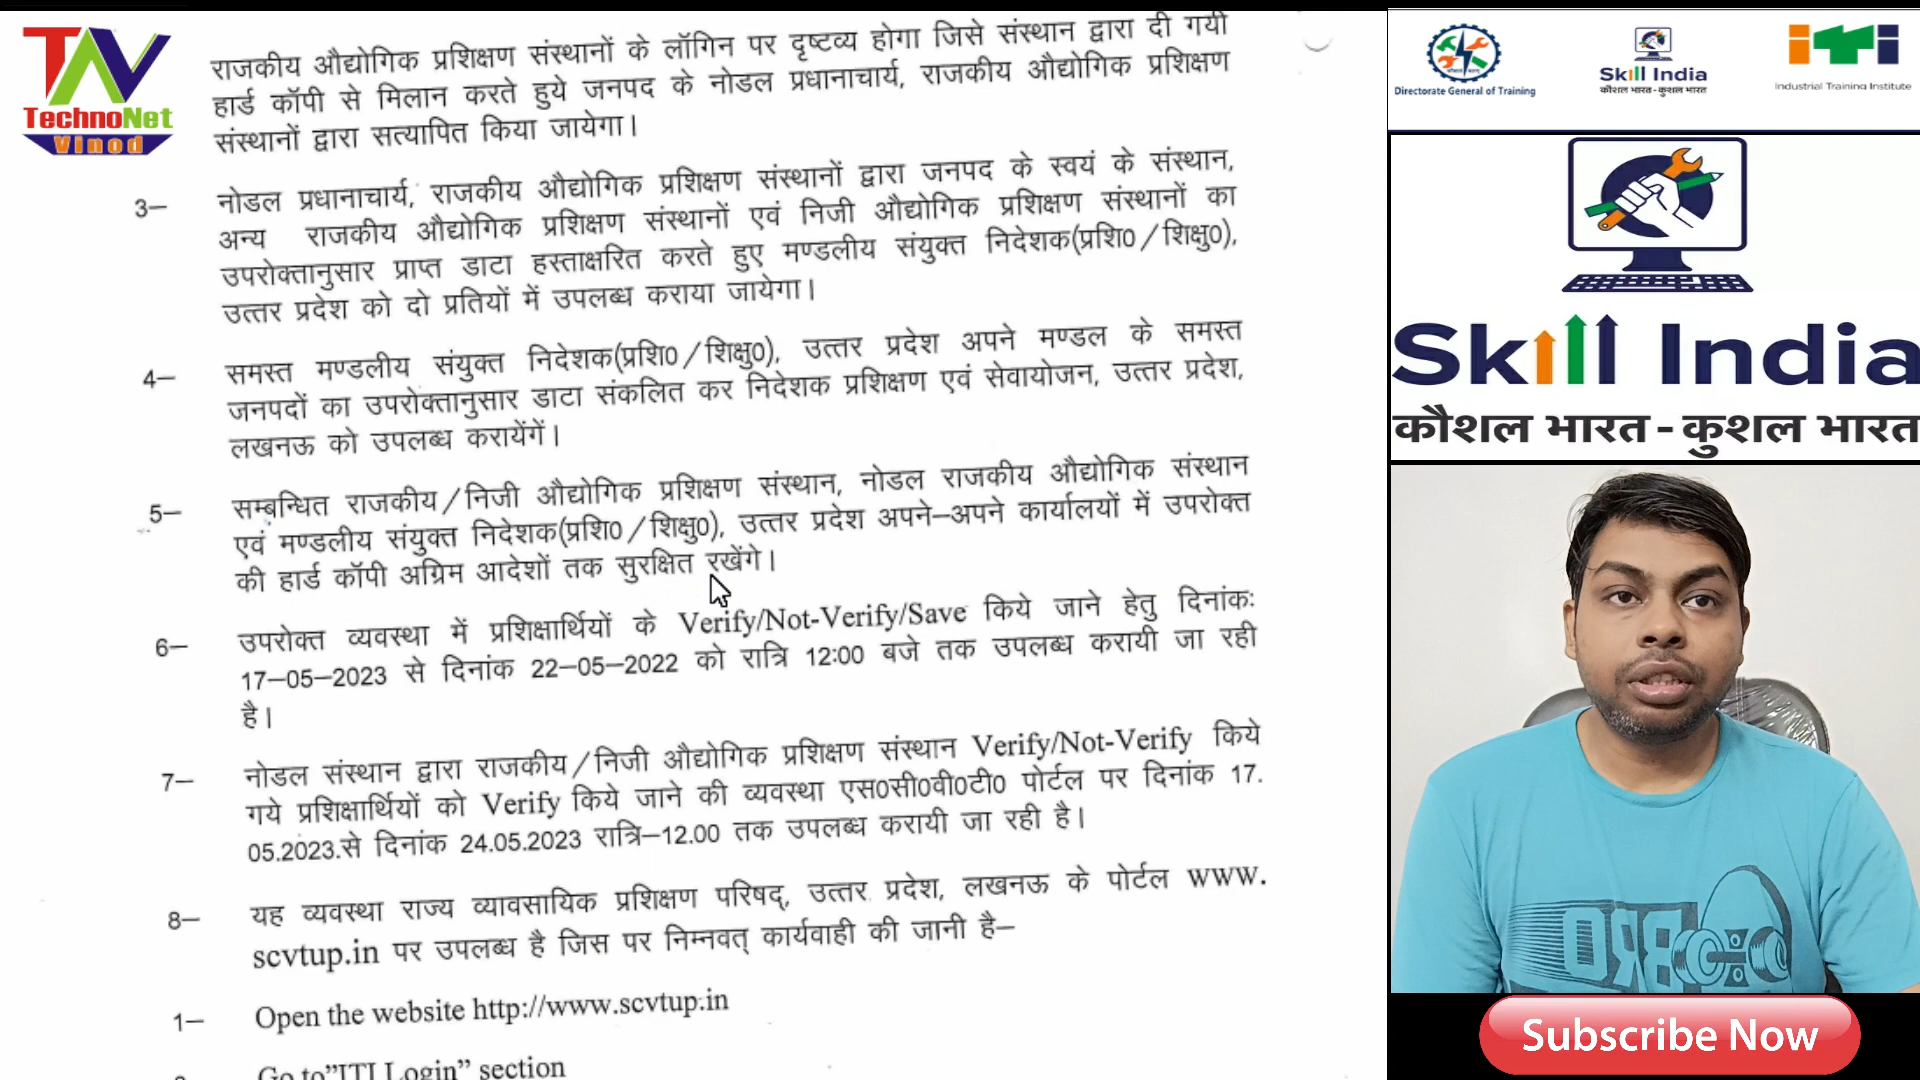 TechnoNet
Vinod
राजकीय औद्योगिक प्रशिक्षण संस्थानों के लॉगिन पर दृष्टव्य होगा जिसे संस्थान द्वारा दी गयी
हार्ड कॉपी से मिलान करते हुये जनपद के नोडल प्रधानाचार्य, राजकीय औद्योगिक प्रशिक्षण
संस्थानों द्वारा सत्यापित किया जायेगा।
3— नोडल प्रधानाचार्य, राजकीय औद्योगिक प्रशिक्षण संस्थानों द्वारा जनपद के स्वयं के संस्थान,
अन्य राजकीय औद्योगिक प्रशिक्षण संस्थानों एवं निजी औद्योगिक प्रशिक्षण संस्थानों का
उपरोक्तानुसार प्राप्त डाटा हस्ताक्षरित करते हुए मण्डलीय संयुक्त निदेशक(प्रशि0/शिक्षु0),
उत्तर प्रदेश को दो प्रतियों में उपलब्ध कराया जायेगा।
4— समस्त मण्डलीय संयुक्त निदेशक(प्रशि0/शिक्षु0), उत्तर प्रदेश अपने मण्डल के समस्त
जनपदों का उपरोक्तानुसार डाटा संकलित कर निदेशक प्रशिक्षण एवं सेवायोजन, उत्तर प्रदेश,
लखनऊ को उपलब्ध करायेंगें।
5— सम्बन्धित राजकीय/निजी औद्योगिक प्रशिक्षण संस्थान, नोडल राजकीय औद्योगिक संस्थान
एवं मण्डलीय संयुक्त निदेशक(प्रशि0/शिक्षु0), उत्तर प्रदेश अपने—अपने कार्यालयों में उपरोक्त
की हार्ड कॉपी अग्रिम आदेशों तक सुरक्षित रखेंगे।
6— उपरोक्त व्यवस्था में प्रशिक्षार्थियों के Verify/Not-Verify/Save किये जाने हेतु दिनांकः
17—05—2023 से दिनांक 22—05—2022 को रात्रि 12:00 बजे तक उपलब्ध करायी जा रही
है।
7— नोडल संस्थान द्वारा राजकीय/निजी औद्योगिक प्रशिक्षण संस्थान Verify/Not-Verify किये
गये प्रशिक्षार्थियों को Verify किये जाने की व्यवस्था एस0सी0वी0टी0 पोर्टल पर दिनांक 17.
05.2023.से दिनांक 24.05.2023 रात्रि—12.00 तक उपलब्ध करायी जा रही है।
8— यह व्यवस्था राज्य व्यावसायिक प्रशिक्षण परिषद्, उत्तर प्रदेश, लखनऊ के पोर्टल www.
scvtup.in पर उपलब्ध है जिस पर निम्नवत् कार्यवाही की जानी है—
1— Open the website http://www.scvtup.in
Go to"ITI Login" section
Directorate General of Training
Skill India
कौशल भारत-कुशल भारत
iTi
Industrial Training Institute
Skill India
कौशल भारत - कुशल भारत
Subscribe Now